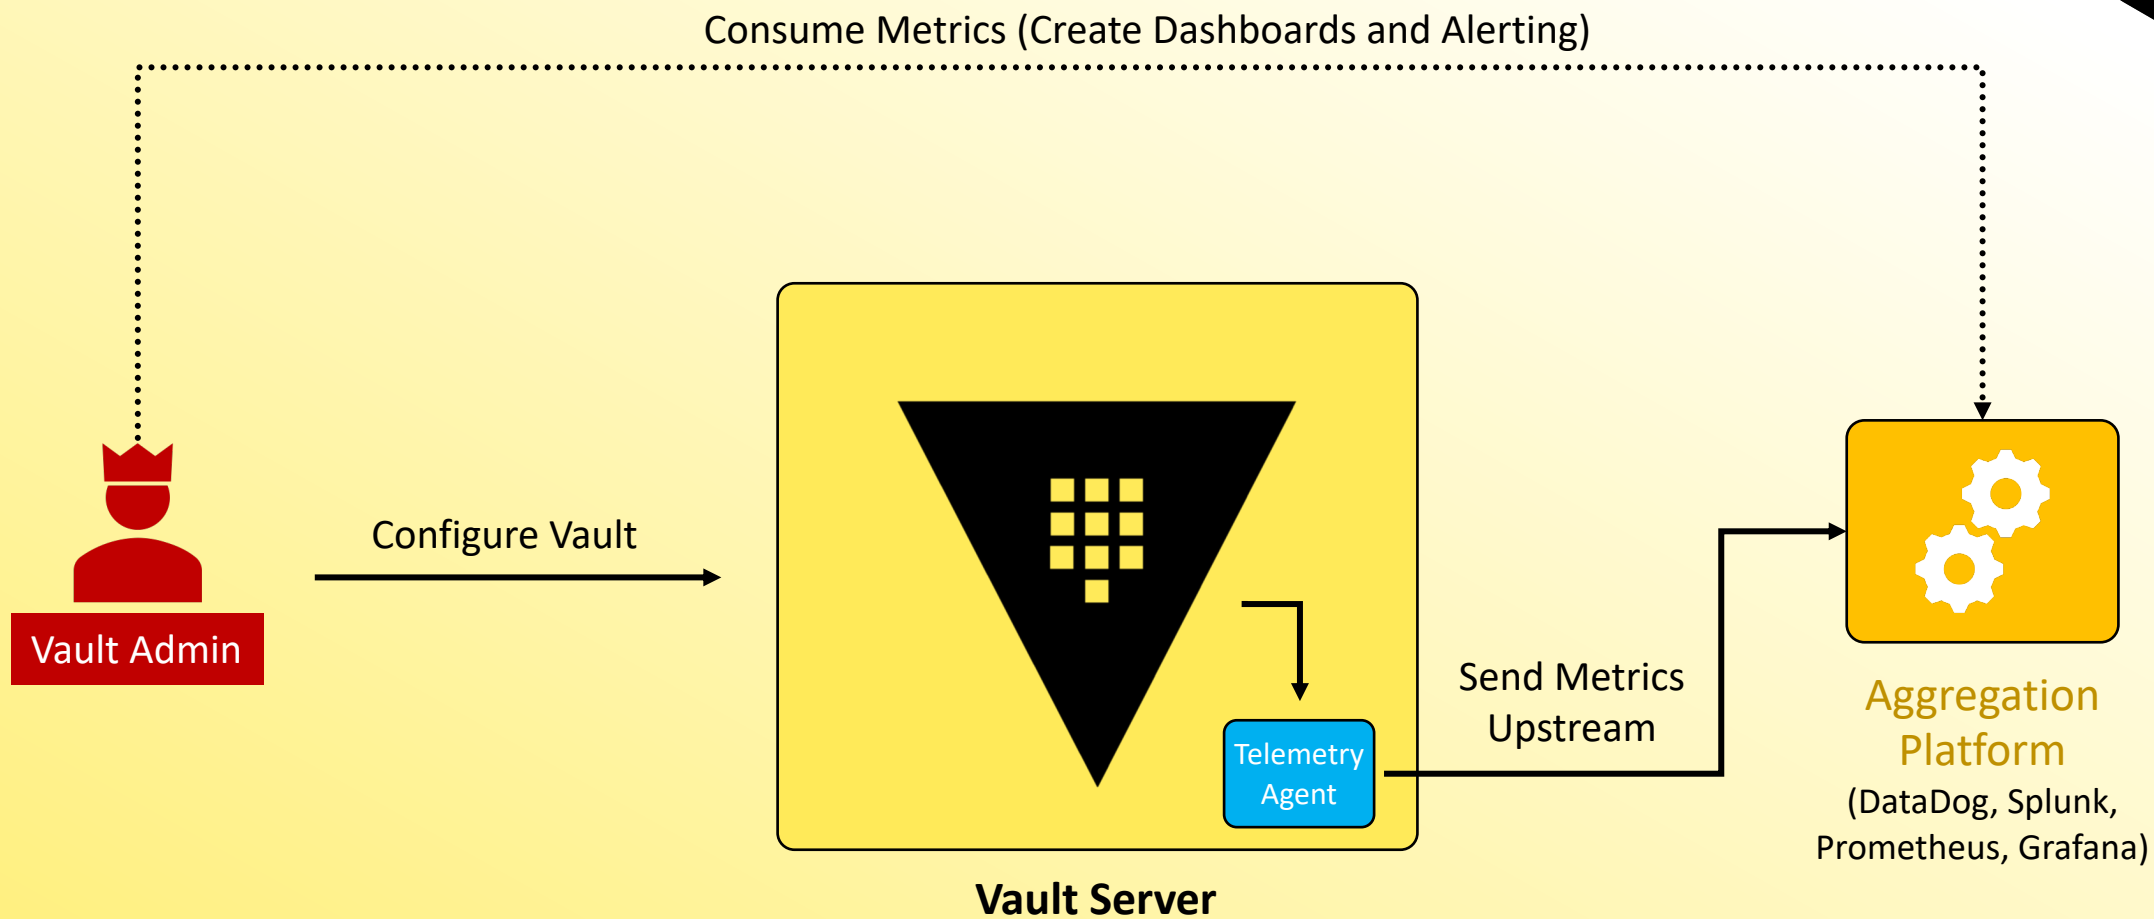 Consume Metrics (Create Dashboards and Alerting)
Configure Vault
Vault Admin
Telemetry
Agent
Send Metrics
Upstream
Aggregation
Platform
(DataDog, Splunk,
Prometheus, Grafana)
Vault Server